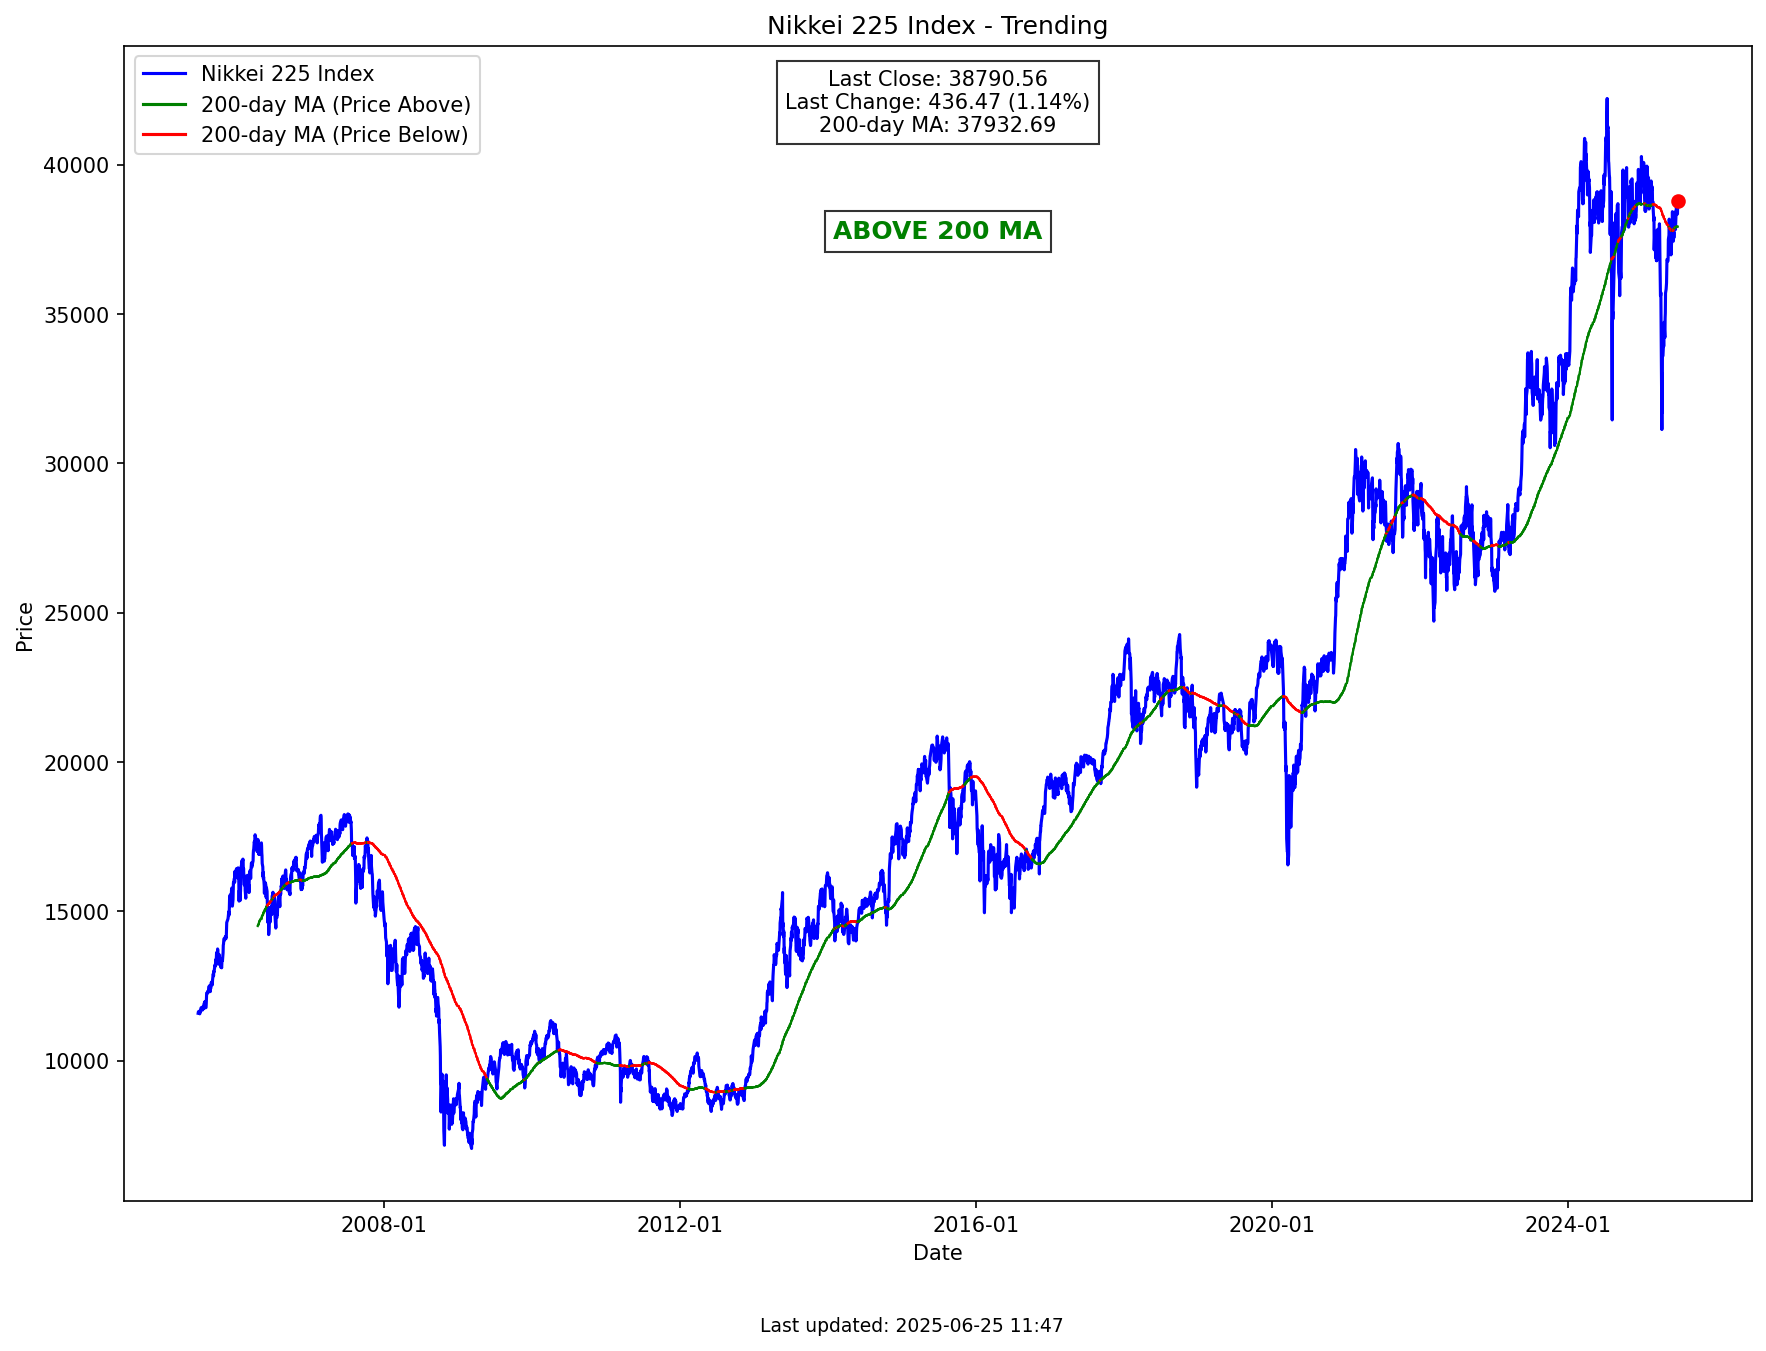 Nikkei 225 Index - Trending
Nikkei 225 Index
200-day MA (Price Above)
200-day MA (Price Below)
Last Close: 38790.56
Last Change: 436.47 (1.14%)
200-day MA: 37932.69
ABOVE 200 MA
Price
40000
35000
30000
25000
20000
15000
10000
2008-01
2012-01
2016-01
2020-01
2024-01
Date
Last updated: 2025-06-25 11:47